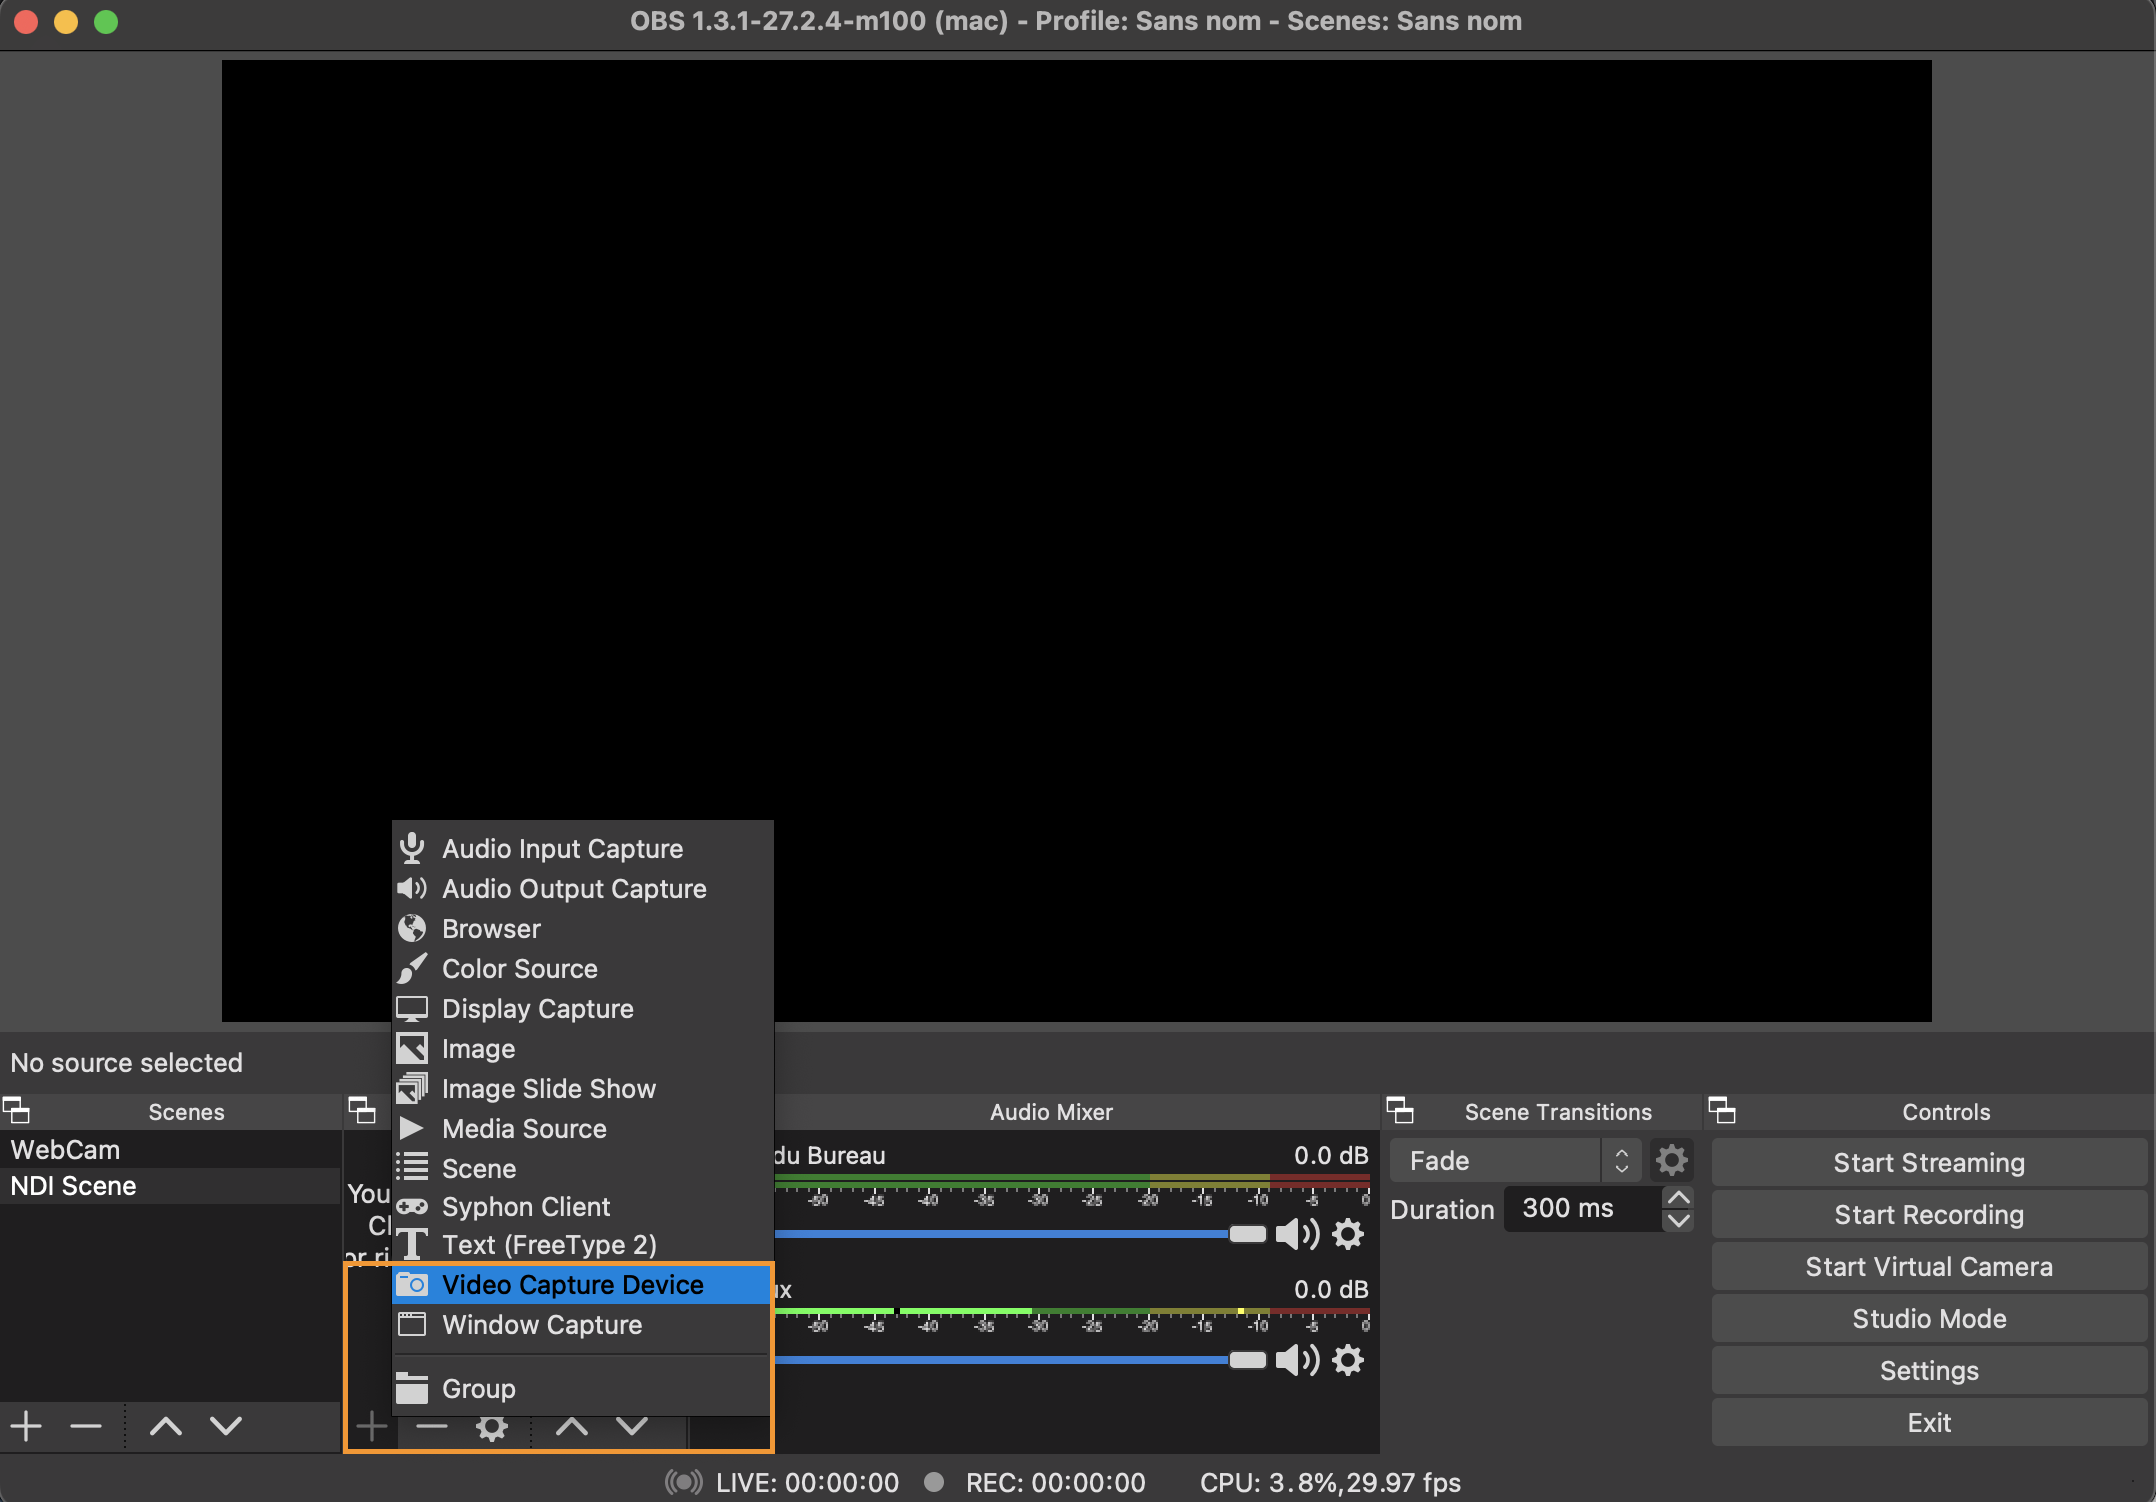 OBS 1.3.1-27.2.4-m100 (mac) - Profile: Sans nom - Scenes: Sans nom
Audio Input Capture
Audio Output Capture
Browser
Color Source
Display Capture
Image
Image Slide Show
Media Source
Scene
Syphon Client
Text (FreeType 2)
Video Capture Device
Window Capture
Group
No source selected
Scenes
WebCam
NDI Scene
You
Cl
or ri
Audio Mixer
du Bureau 0.0 dB
-50 -45 -40 -35 -30 -25 -20 -15 -10 -5 0
ux 0.0 dB
-50 -45 -40 -35 -30 -25 -20 -15 -10 -5 0
Scene Transitions
Fade
Duration 300 ms
Controls
Start Streaming
Start Recording
Start Virtual Camera
Studio Mode
Settings
Exit
LIVE: 00:00:00 REC: 00:00:00 CPU: 3.8%,29.97 fps